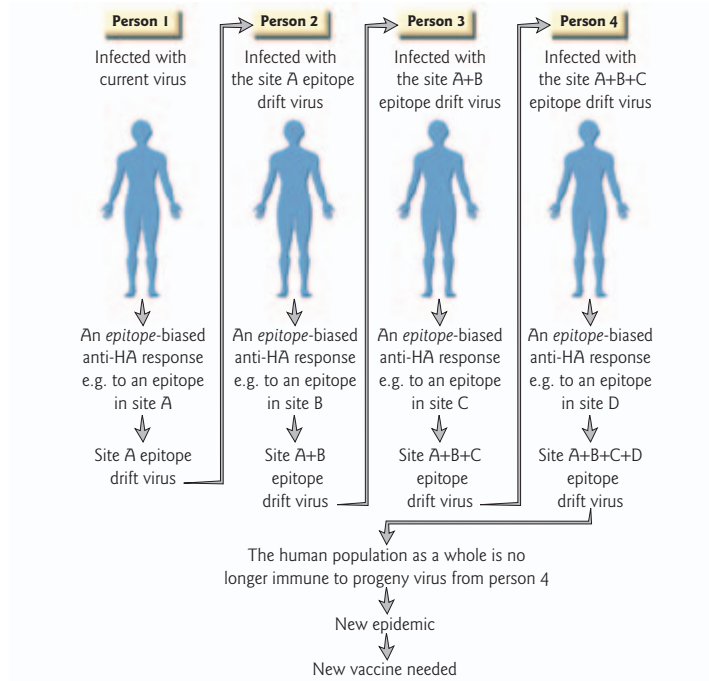 Person 1
Infected with
current virus
An epitope-biased
anti-HA response
e.g. to an epitope
in site A
Site A epitope
drift virus
Person 2
Infected with
the site A epitope
drift virus
An epitope-biased
anti-HA response
e.g. to an epitope
in site B
Site A+B
epitope
drift virus
Person 3
Infected with
the site A+B
epitope drift virus
An epitope-biased
anti-HA response
e.g. to an epitope
in site C
Site A+B+C
epitope
drift virus
Person 4
Infected with
the site A+B+C
epitope drift virus
An epitope-biased
anti-HA response
e.g. to an epitope
in site D
Site A+B+C+D
epitope
drift virus
The human population as a whole is no
longer immune to progeny virus from person 4
New epidemic
New vaccine needed